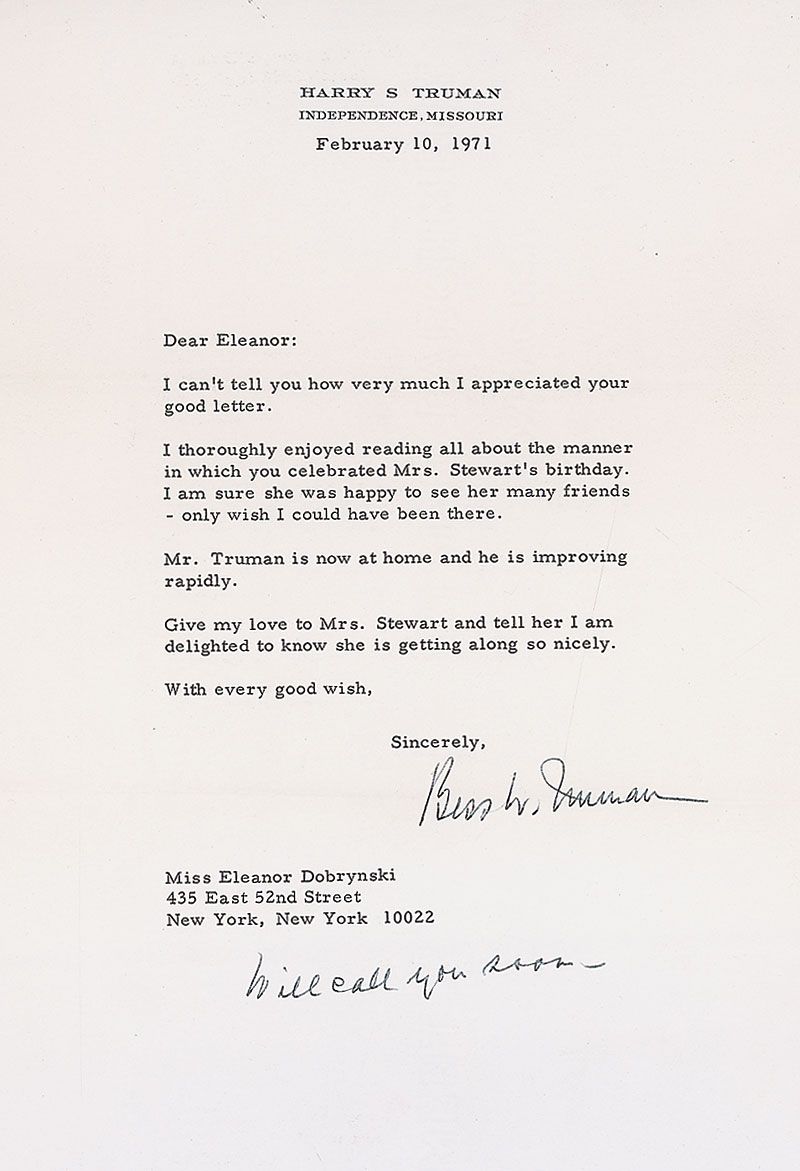 HARRY S TRUMAN
INDEPENDENCE, MISSOURI
February 10, 1971
Dear Eleanor:
I can't tell you how very much I appreciated your
good letter.
I thoroughly enjoyed reading all about the manner
in which you celebrated Mrs. Stewart's birthday.
I am sure she was happy to see her many friends
- only wish I could have been there.
Mr. Truman is now at home and he is improving
rapidly.
Give my love to Mrs. Stewart and tell her I am
delighted to know she is getting along so nicely.
With every good wish,
Sincerely,
Bess W. Truman
Miss Eleanor Dobrynski
435 East 52nd Street
New York, New York 10022
Will call you soon—